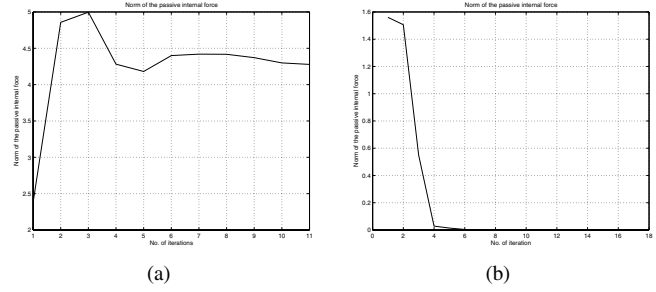 Norm of the passive internal force
Norm of the passive internal foce
5
4.5
4
3.5
3
2.5
2
1 2 3 4 5 6 7 8 9 10 11
No. of iterations
(a)
Norm of the passive internal force
Norm of the passive internal force
1.6
1.4
1.2
1
0.8
0.6
0.4
0.2
0
0 2 4 6 8 10 12 14 16 18
No. of iteration
(b)